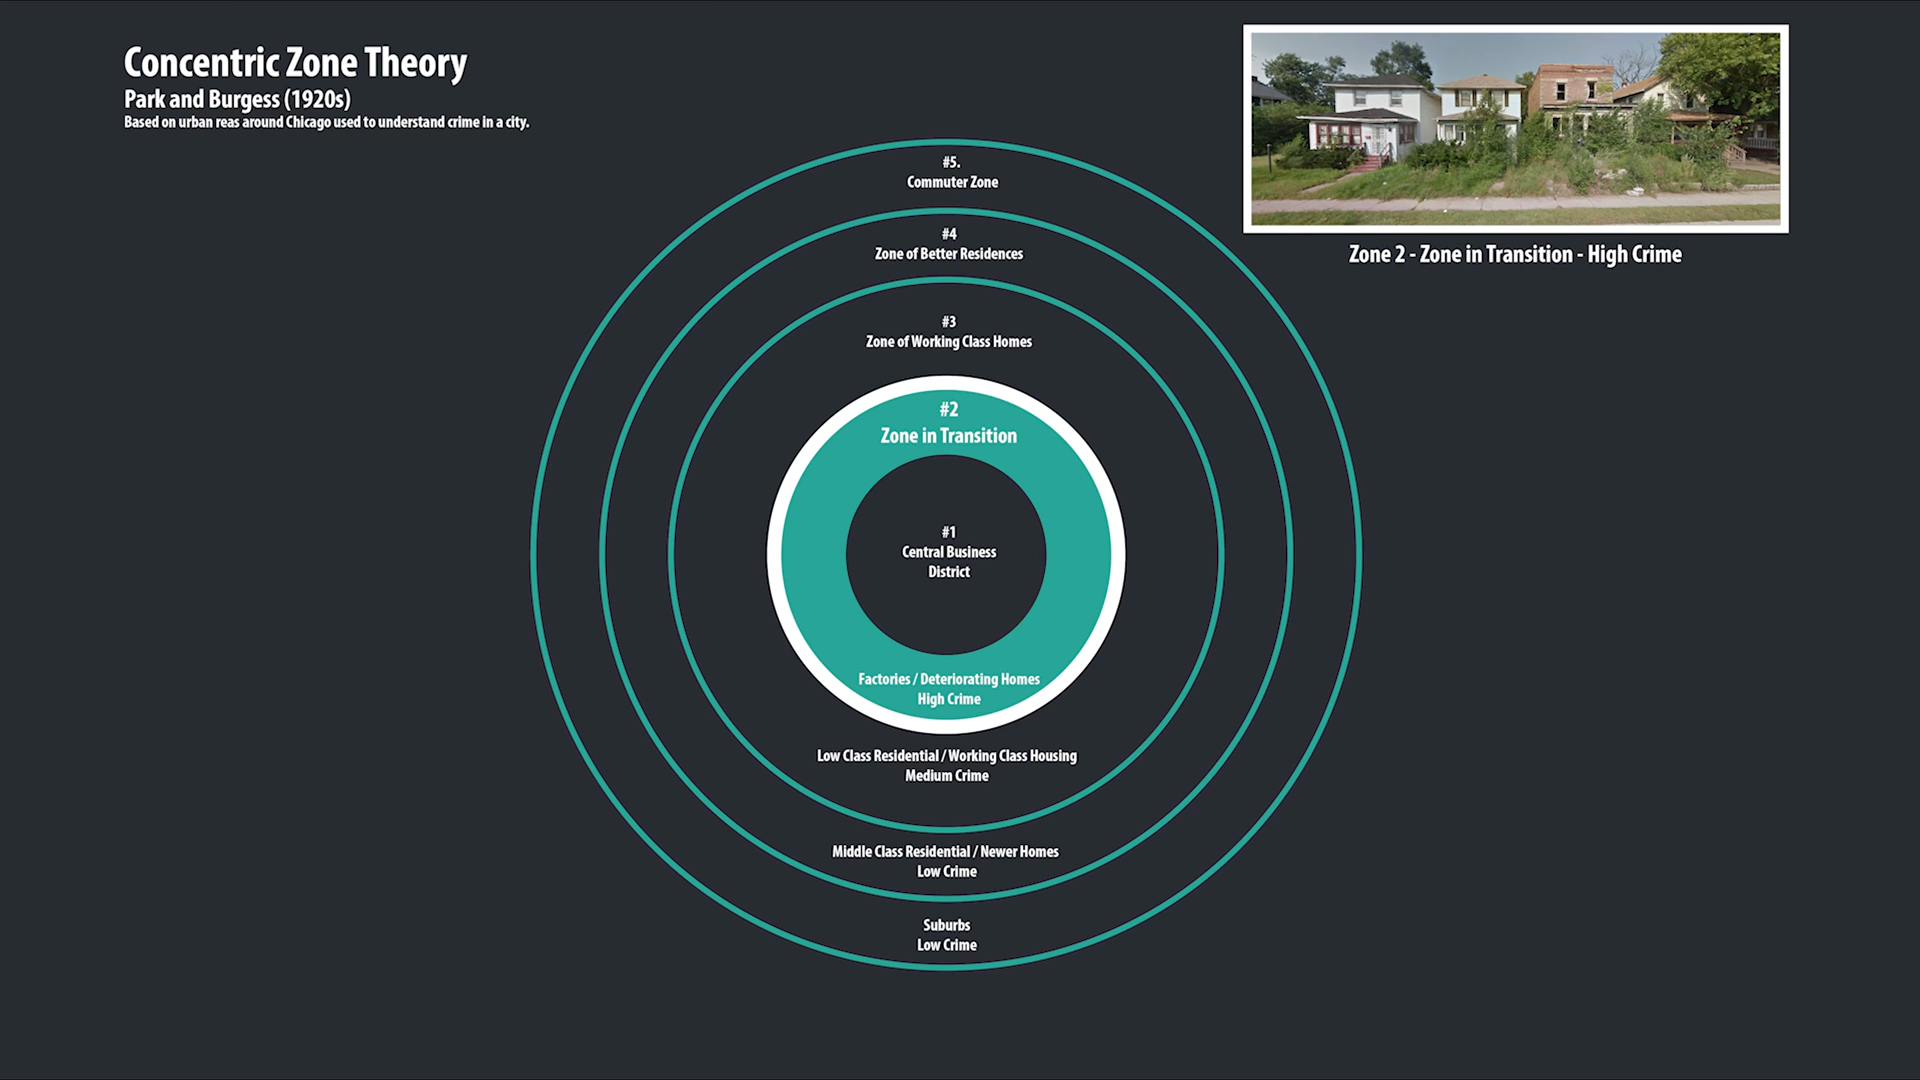 Concentric Zone Theory
Park and Burgess (1920s)
Based on urban reas around Chicago used to understand crime in a city.
Zone 2 - Zone in Transition - High Crime
#5.
Commuter Zone
#4
Zone of Better Residences
#3
Zone of Working Class Homes
#2
Zone in Transition
#1
Central Business
District
Factories / Deteriorating Homes
High Crime
Low Class Residential / Working Class Housing
Medium Crime
Middle Class Residential / Newer Homes
Low Crime
Suburbs
Low Crime